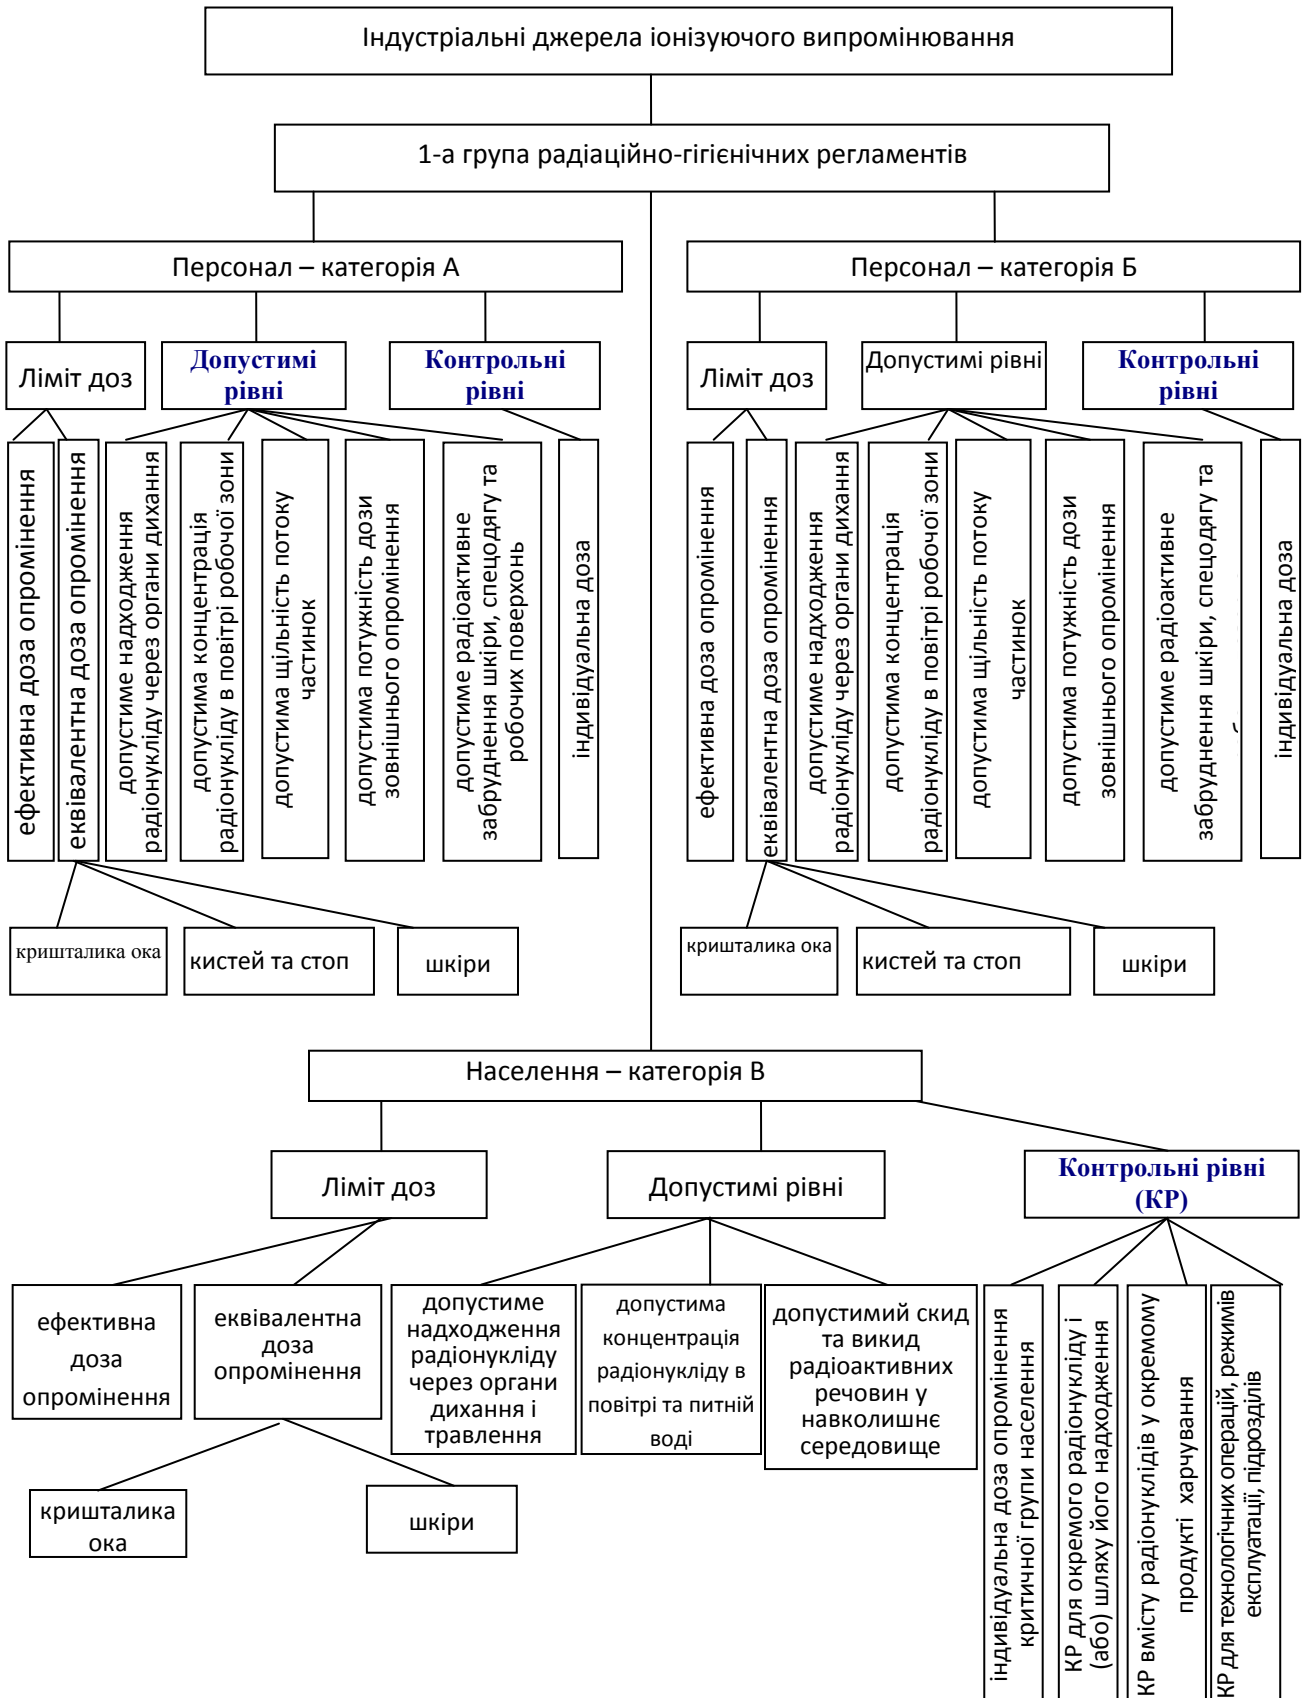 Індустріальні джерела іонізуючого випромінювання
1-а група радіаційно-гігієнічних регламентів
Персонал – категорія А
Персонал – категорія Б
Ліміт доз
Допустимі
рівні
Контрольні
рівні
Ліміт доз
Допустимі рівні
Контрольні
рівні
ефективна доза опромінення
еквівалентна доза опромінення
допустиме надходження
радіонукліду через органи дихання
допустима концентрація
радіонукліду в повітрі робочої зони
допустима щільність потоку
частинок
допустима потужність дози
зовнішнього опромінення
допустиме радіоактивне
забруднення шкіри, спецодягу та
робочих поверхонь
індивідуальна доза
ефективна доза опромінення
еквівалентна доза опромінення
допустиме надходження
радіонукліду через органи дихання
допустима концентрація
радіонукліду в повітрі робочої зони
допустима щільність потоку
частинок
допустима потужність дози
зовнішнього опромінення
допустиме радіоактивне
забруднення шкіри, спецодягу та
індивідуальна доза
кришталика ока
кистей та стоп
шкіри
кришталика ока
кистей та стоп
шкіри
Населення – категорія В
Ліміт доз
Допустимі рівні
Контрольні рівні
(КР)
ефективна
доза
опромінення
еквівалентна
доза
опромінення
допустиме
надходження
радіонукліду
через органи
дихання і
травлення
допустима
концентрація
радіонукліду в
повітрі та питній
воді
допустимий скид
та викид
радіоактивних
речовин у
навколишнє
середовище
індивідуальна доза опромінення
критичної групи населення
КР для окремого радіонукліду і
(або) шляху його надходження
КР вмісту радіонуклідів у окремому
продукті харчування
КР для технологічних операцій, режимів
експлуатації, підрозділів
кришталика
ока
шкіри